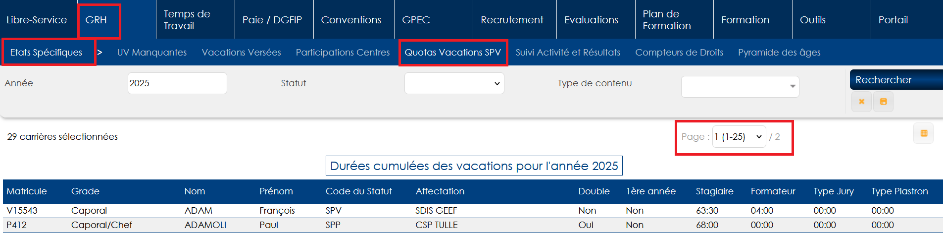 Libre-Service GRH Temps de Travail Paie / DGFIP Conventions GPEC Recrutement Evaluations Plan de Formation Formation Outils Portail
Etats Spécifiques > UV Manquantes Vacations Versées Participations Centres Quotas Vacations SPV Suivi Activité et Résultats Compteurs de Droits Pyramide des âges
Année 2025 Statut Type de contenu Rechercher
29 carrières sélectionnées Page : 1 (1-25) / 2
Durées cumulées des vacations pour l'année 2025
Matricule Grade Nom Prénom Code du Statut Affectation Double 1ère année Stagiaire Formateur Type Jury Type Plastron
V15543 Caporal ADAM François SPV SDIS GEEF Non Non 63:30 04:00 00:00 00:00
P412 Caporal/Chef ADAMOLI Paul SPP CSP TULLE Oui Non 68:00 00:00 00:00 00:00